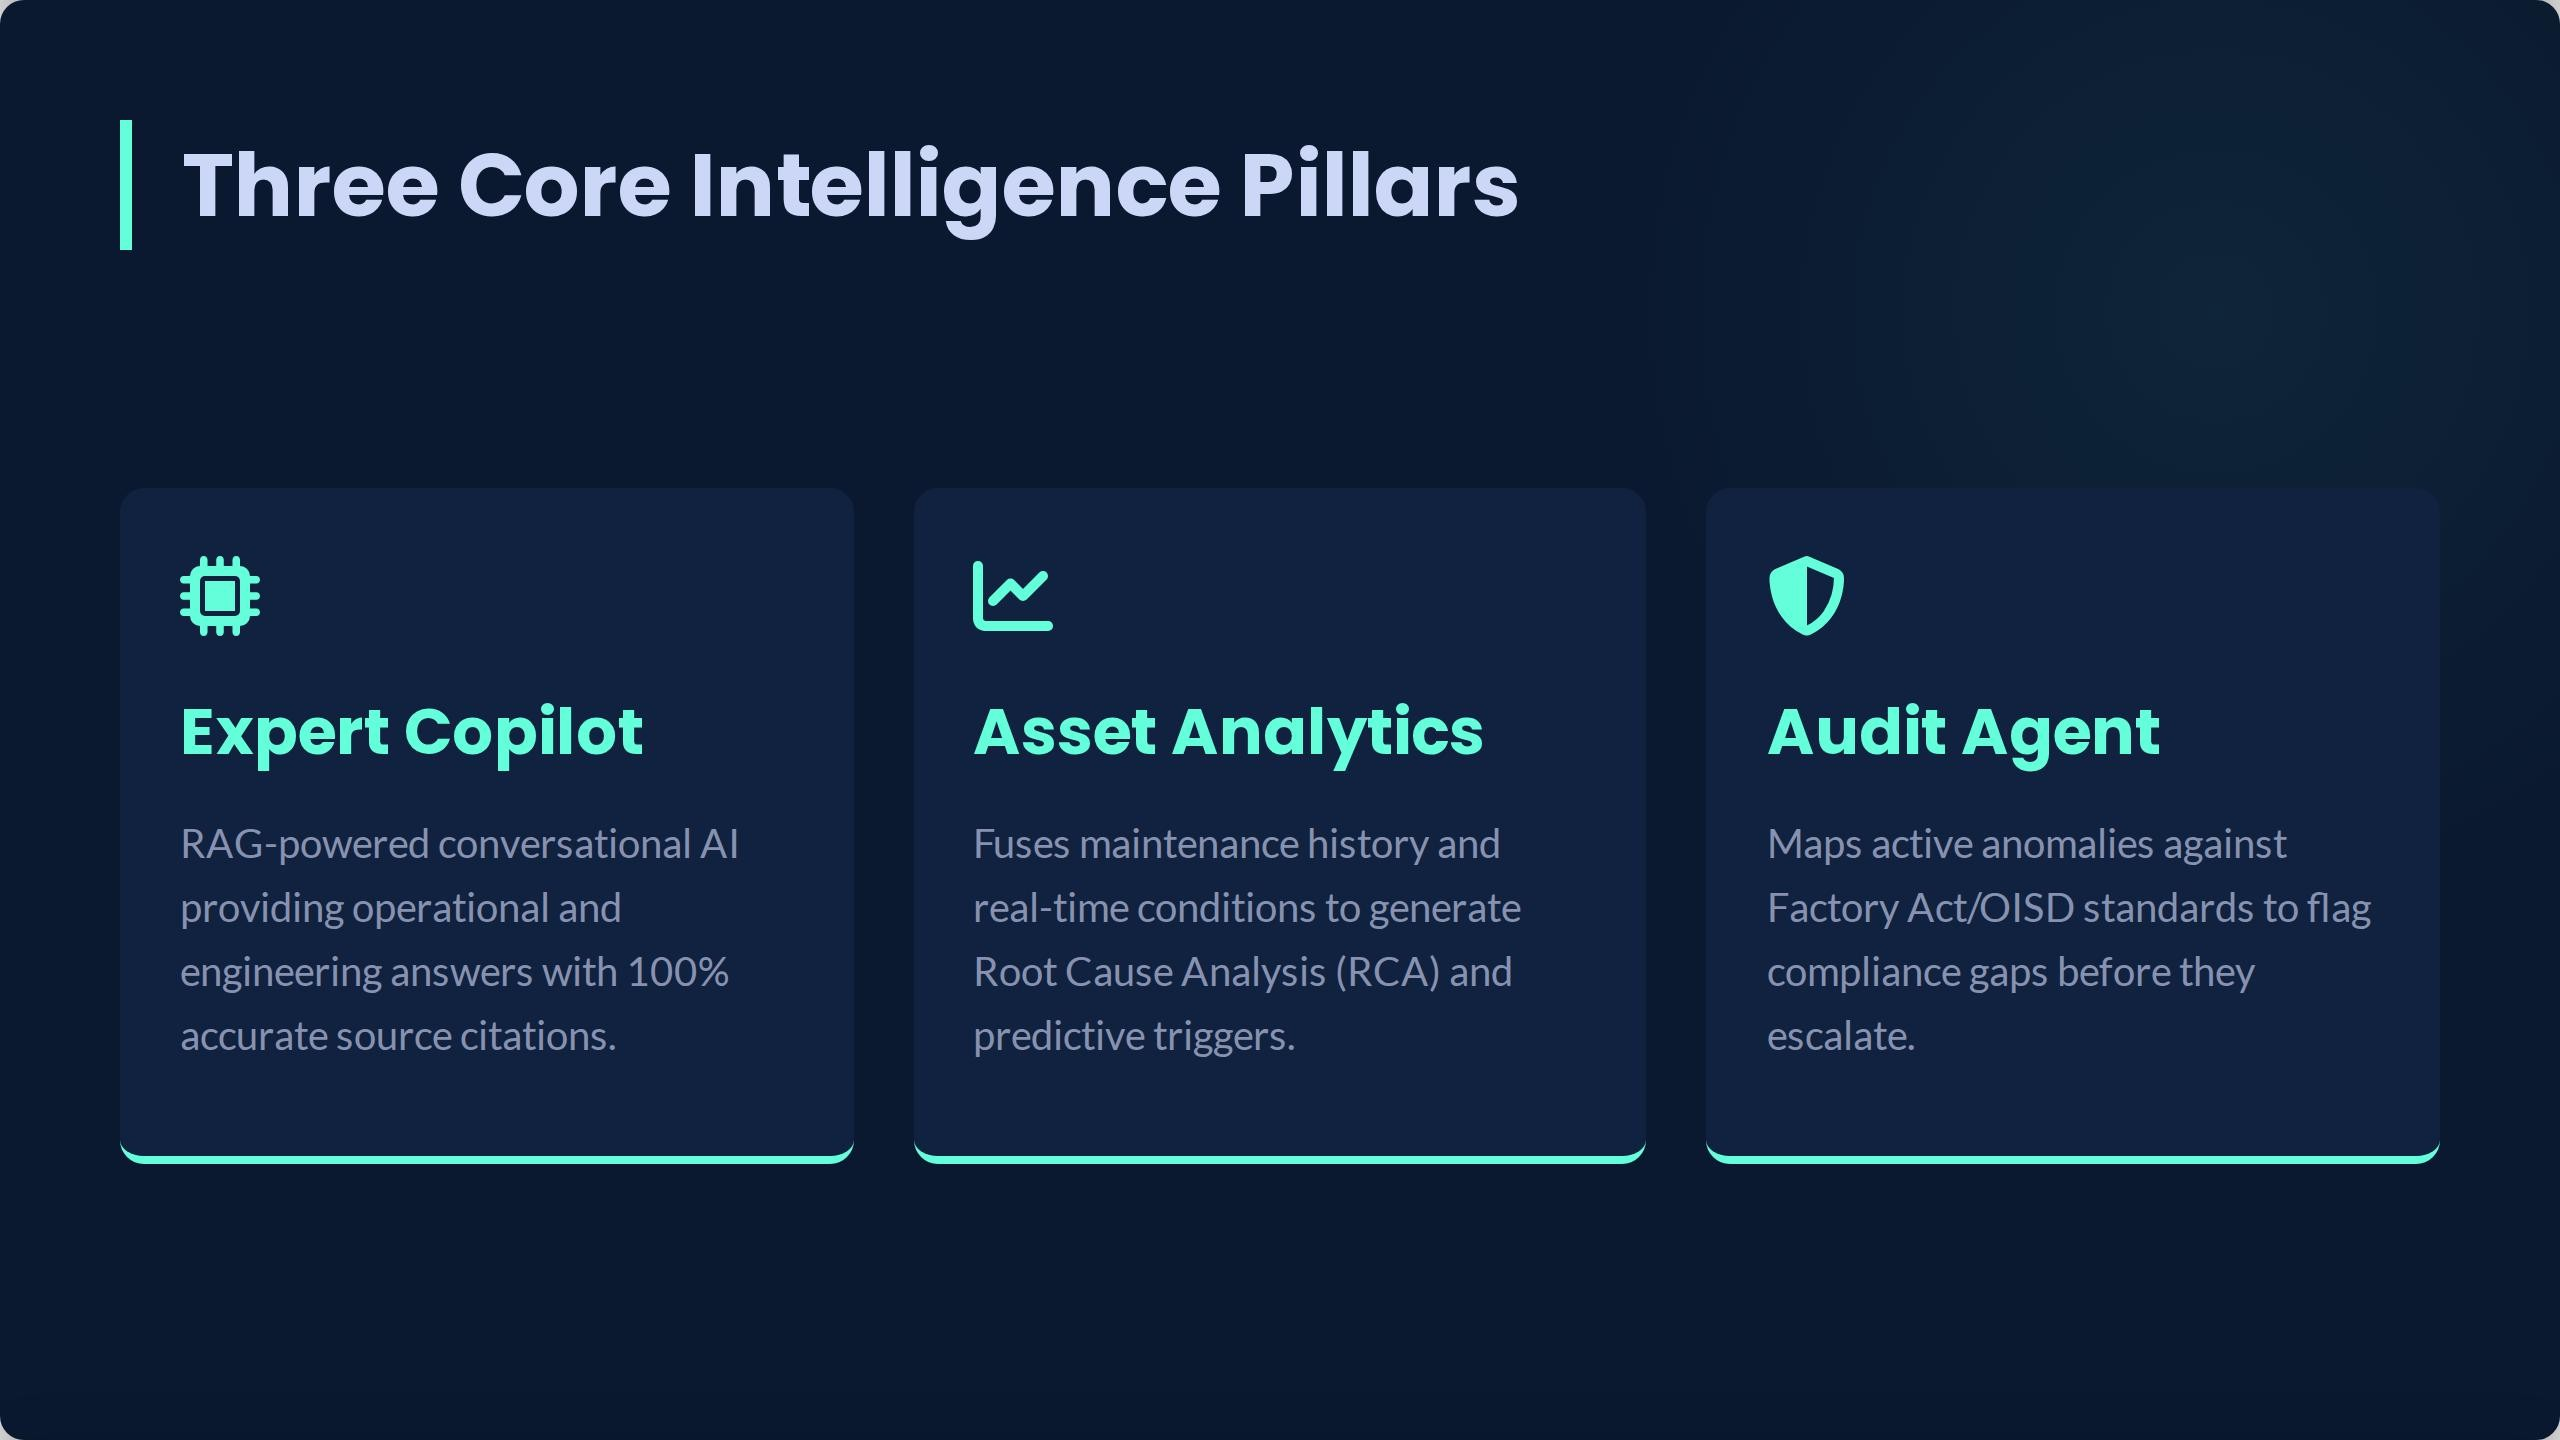 Three Core Intelligence Pillars
Expert Copilot
RAG-powered conversational AI
providing operational and
engineering answers with 100%
accurate source citations.
Asset Analytics
Fuses maintenance history and
real-time conditions to generate
Root Cause Analysis (RCA) and
predictive triggers.
Audit Agent
Maps active anomalies against
Factory Act/OISD standards to flag
compliance gaps before they
escalate.